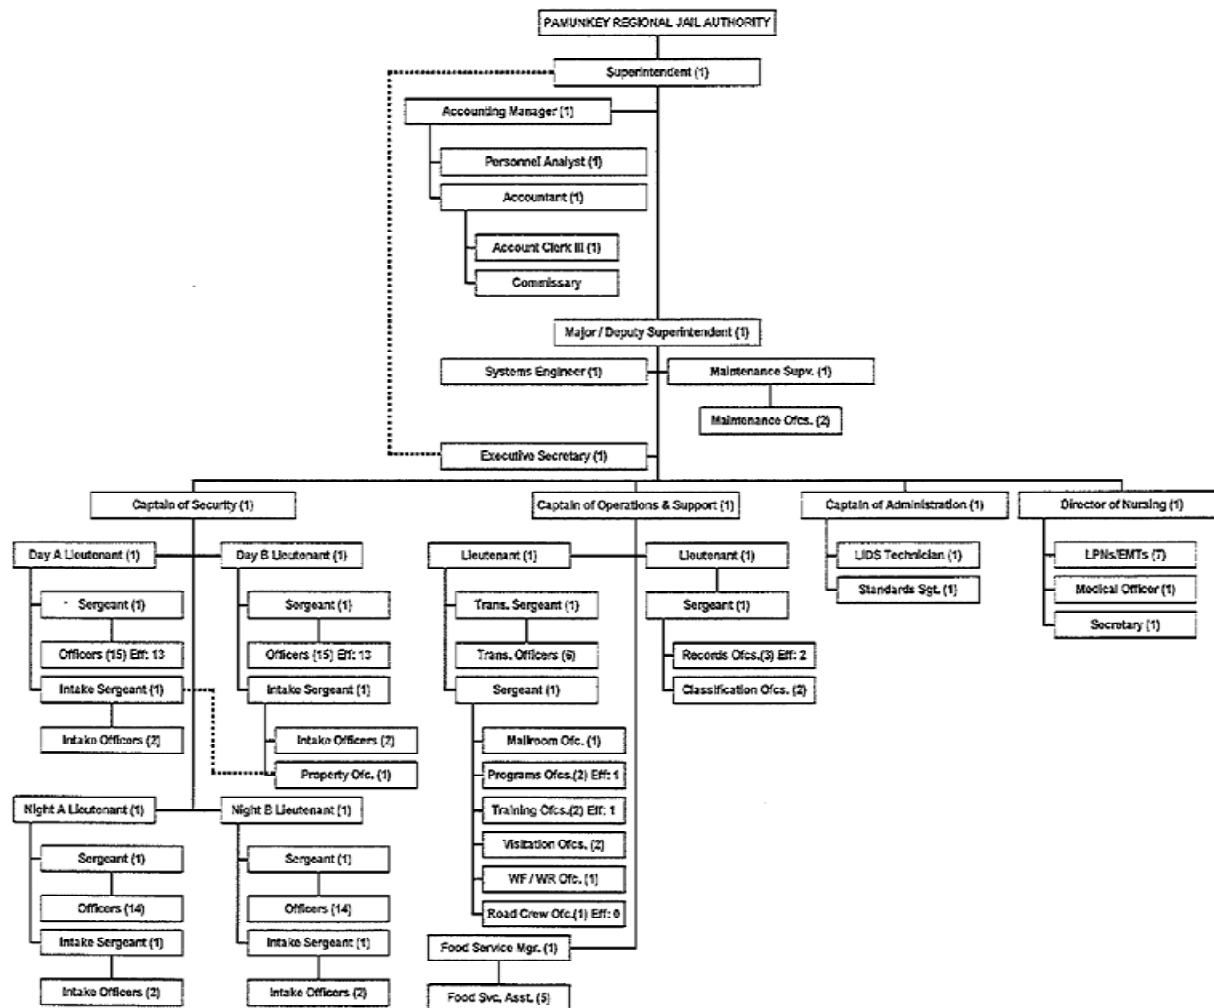 PAMUNKEY REGIONAL JAIL AUTHORITY
Superintendent (1)
Accounting Manager (1)
Personnel Analyst (1)
Accountant (1)
Account Clerk III (1)
Commissary
Major / Deputy Superintendent (1)
Systems Engineer (1)
Maintenance Supv. (1)
Maintenance Ofcs. (2)
Executive Secretary (1)
Captain of Security (1)
Captain of Operations & Support (1)
Captain of Administration (1)
Director of Nursing (1)
Day A Lieutenant (1)
Day B Lieutenant (1)
Lieutenant (1)
Lieutenant (1)
LIDS Technician (1)
LPNs/EMTs (7)
Sergeant (1)
Sergeant (1)
Trans. Sergeant (1)
Sergeant (1)
Standards Sgt. (1)
Medical Officer (1)
Secretary (1)
Officers (15) Eff: 13
Officers (15) Eff: 13
Trans. Officers (6)
Records Ofcs.(3) Eff: 2
Intake Sergeant (1)
Intake Sergeant (1)
Sergeant (1)
Classification Ofcs. (2)
Intake Officers (2)
Intake Officers (2)
Mailroom Ofc. (1)
Property Ofc. (1)
Programs Ofcs.(2) Eff: 1
Night A Lieutenant (1)
Night B Lieutenant (1)
Training Ofcs.(2) Eff: 1
Visitation Ofcs. (2)
Sergeant (1)
Sergeant (1)
WF / WR Ofc. (1)
Officers (14)
Officers (14)
Road Crew Ofc.(1) Eff: 0
Intake Sergeant (1)
Intake Sergeant (1)
Food Service Mgr. (1)
Intake Officers (2)
Intake Officers (2)
Food Svc. Asst. (5)